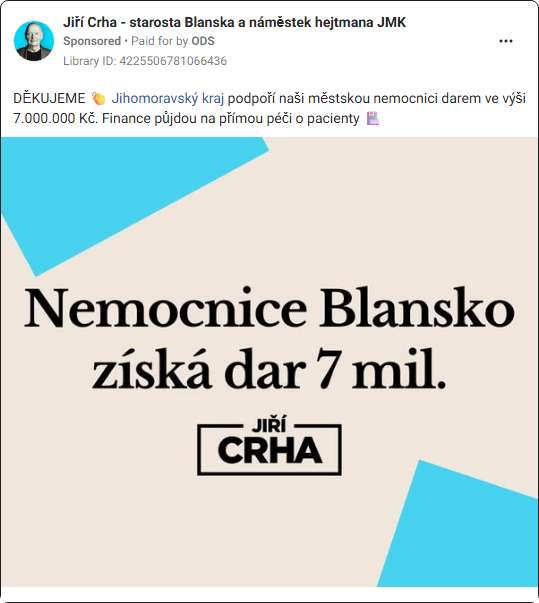 Jiří Crha - starosta Blanska a náměstek hejtmana JMK
Sponsored • Paid for by ODS
Library ID: 4225506781066436
DĚKUJEME 👏 Jihomoravský kraj podpoří naši městskou nemocnici darem ve výši
7.000.000 Kč. Finance půjdou na přímou péči o pacienty 💾
Nemocnice Blansko
získá dar 7 mil.
JIŘÍ
CRHA